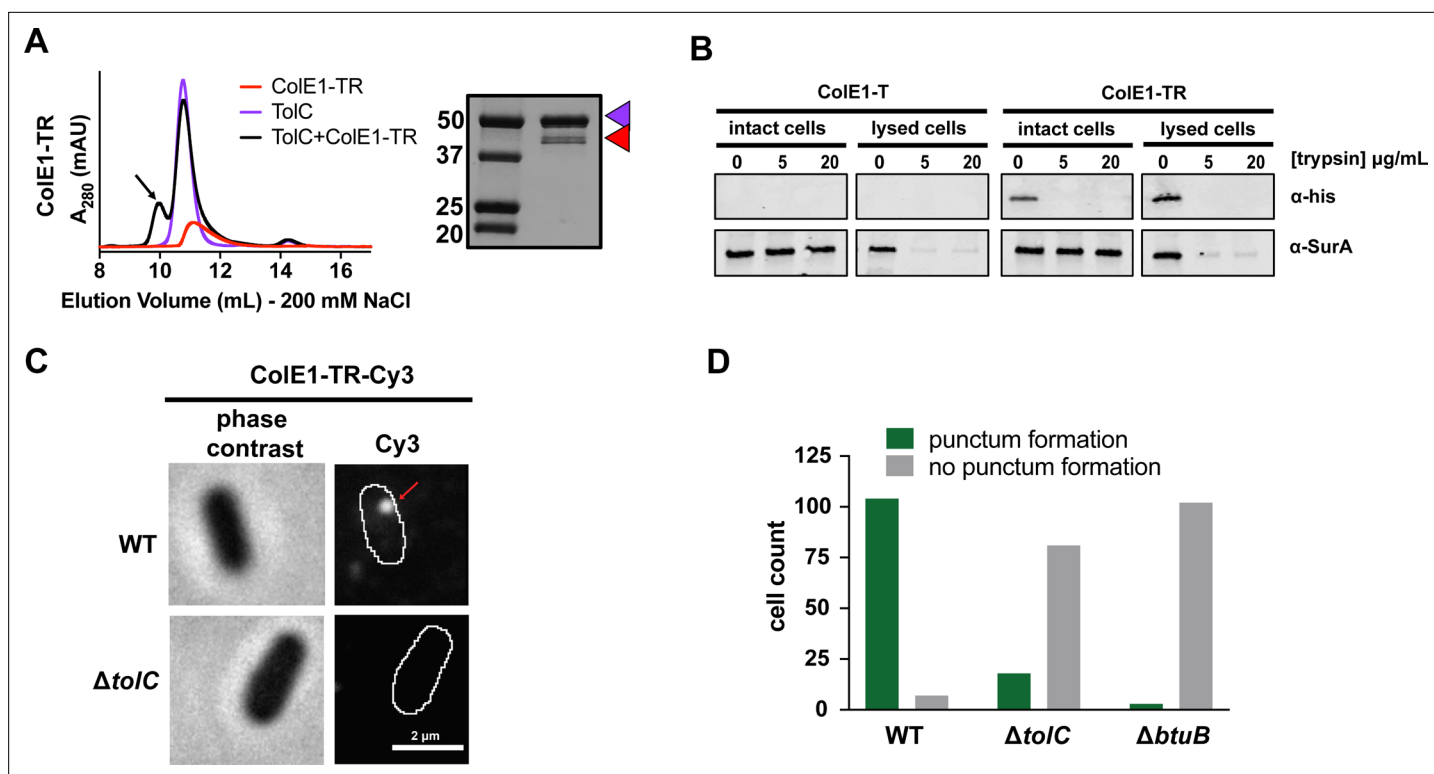 A
ColE1-TR
A280 (mAU)
ColE1-TR
TolC
TolC+ColE1-TR
8 10 12 14 16
Elution Volume (mL) - 200 mM NaCl
50
37
25
20
B
ColE1-T ColE1-TR
intact cells lysed cells intact cells lysed cells
0 5 20 0 5 20 0 5 20 0 5 20 [trypsin] μg/mL
α-his
α-SurA
C
ColE1-TR-Cy3
phase
contrast
Cy3
WT
ΔtolC
2 μm
D
punctum formation
no punctum formation
cell count
125
100
75
50
25
0
WT ΔtolC ΔbtuB